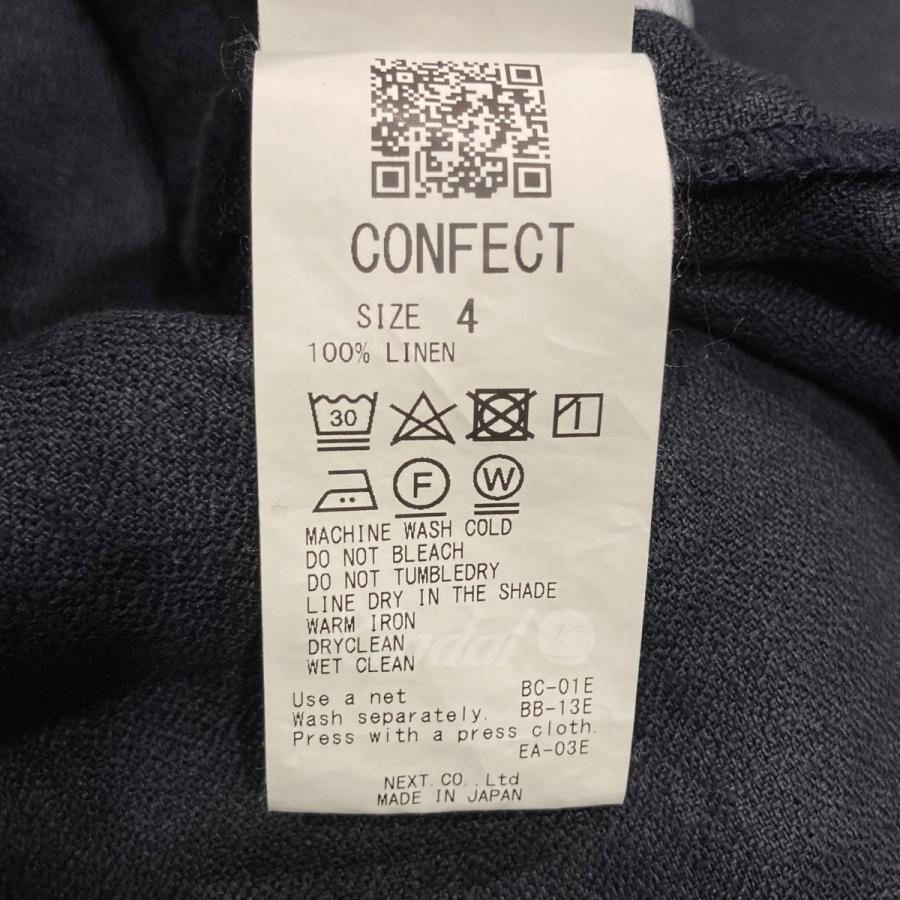 CONFECT
SIZE 4
100% LINEN
30
F W
MACHINE WASH COLD
DO NOT BLEACH
DO NOT TUMBLEDRY
LINE DRY IN THE SHADE
WARM IRON
DRYCLEAN
WET CLEAN
Use a net BC-01E
Wash separately. BB-13E
Press with a press cloth.
EA-03E
NEXT. CO., Ltd
MADE IN JAPAN